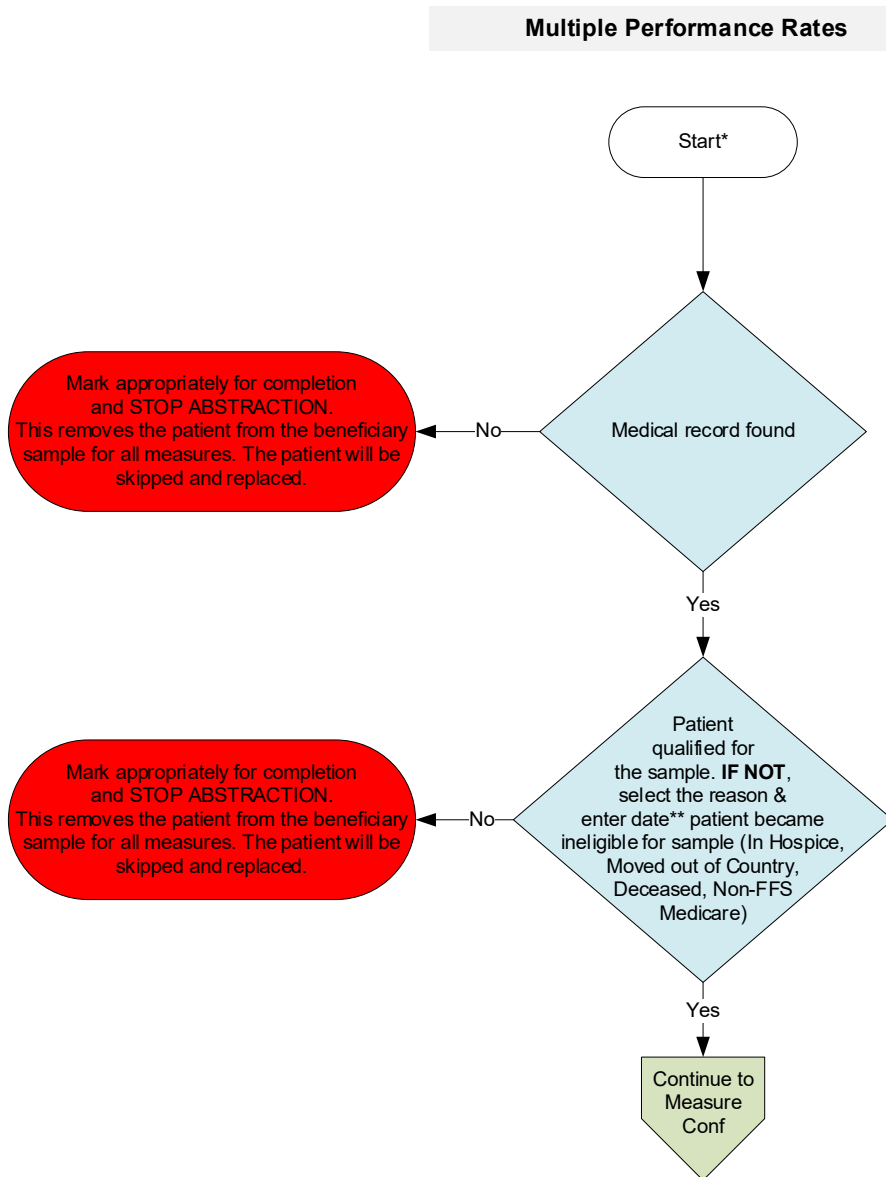 Multiple Performance Rates
Start*
Medical record found
No
Mark appropriately for completion
and STOP ABSTRACTION.
This removes the patient from the beneficiary
sample for all measures. The patient will be
skipped and replaced.
Yes
Patient
qualified for
the sample. IF NOT,
select the reason &
enter date** patient became
ineligible for sample (In Hospice,
Moved out of Country,
Deceased, Non-FFS
Medicare)
No
Mark appropriately for completion
and STOP ABSTRACTION.
This removes the patient from the beneficiary
sample for all measures. The patient will be
skipped and replaced.
Yes
Continue to
Measure
Conf